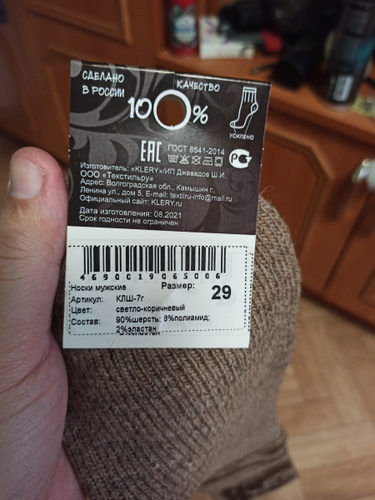 СДЕЛАНО
В РОССИИ
КАЧЕСТВО
100%
УСИЛЕНО
ЕАС ГОСТ 8541-2014
Изготовитель: «KLERY»/ИП Джавадов Ш.И.
ООО «Текстильру»
Адрес: Волгоградская обл., Камышин г.,
Ленина ул., дом 5, E-mail: textilru-info@mail.ru
Официальный сайт: KLERY.ru
Дата изготовления: 08.2021
Срок годности не ограничен
4690019065006
Носки мужские Размер: 29
Артикул: КЛШ-7г
Цвет: светло-коричневый
Состав: 90%шерсть; 8%полиамид;
2%эластан